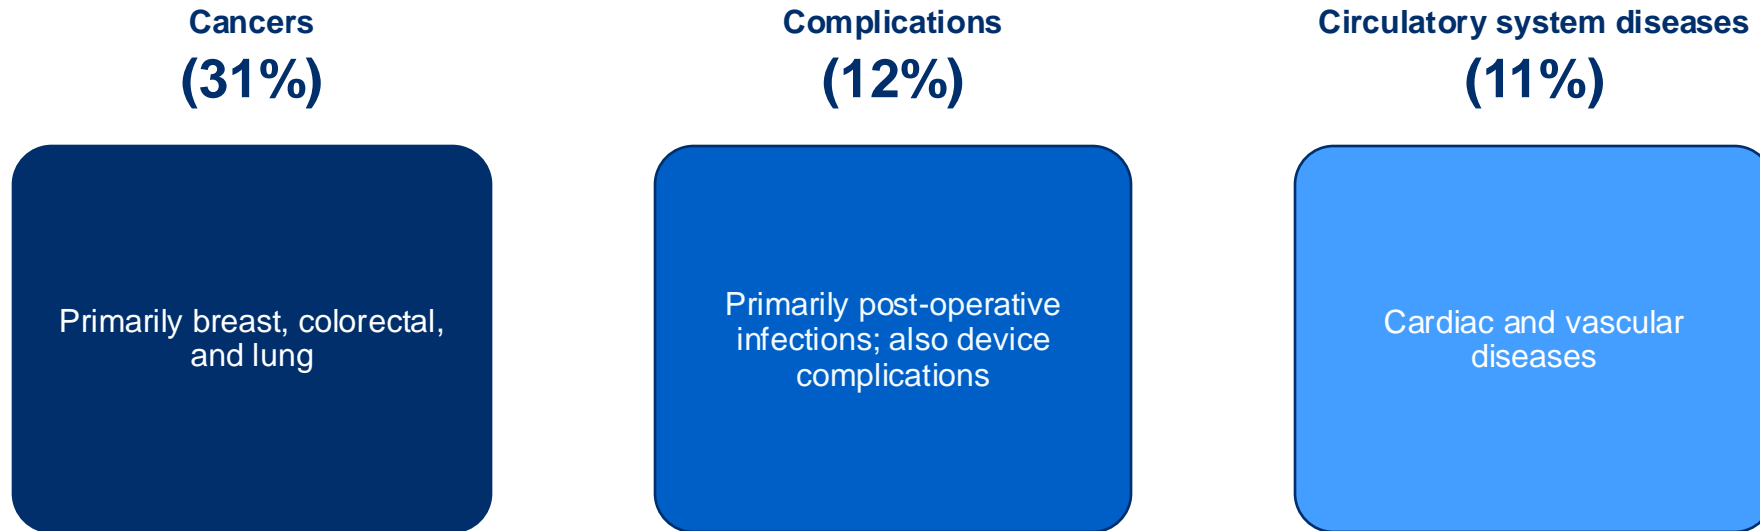 Cancers
(31%)
Primarily breast, colorectal,
and lung
Complications
(12%)
Primarily post-operative
infections; also device
complications
Circulatory system diseases
(11%)
Cardiac and vascular
diseases